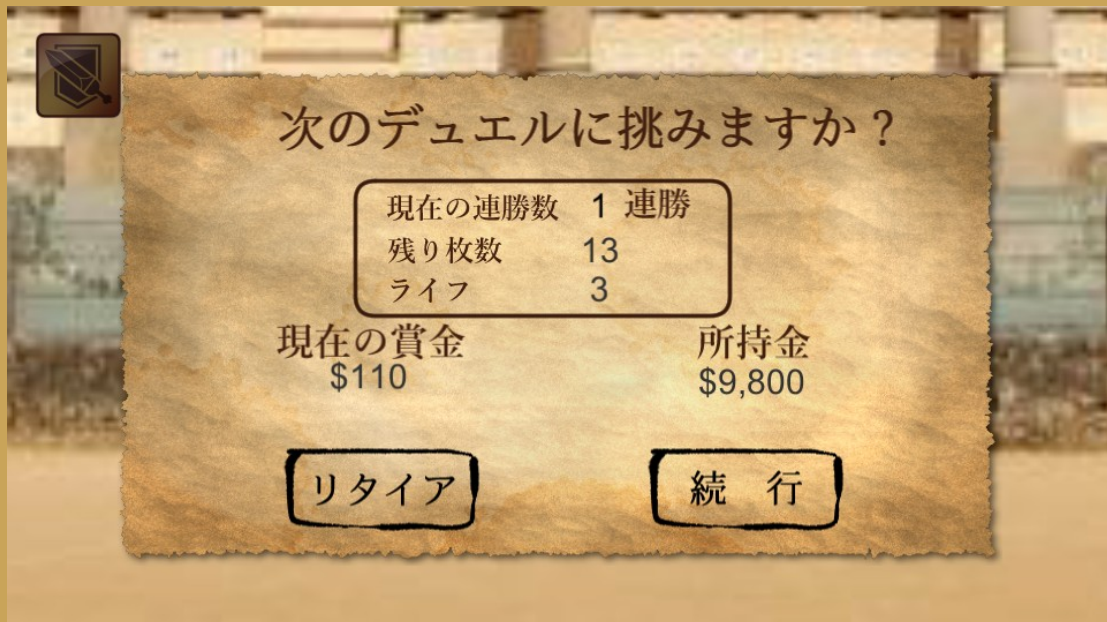 次のデュエルに挑みますか？
現在の連勝数 1 連勝
残り枚数 13
ライフ 3
現在の賞金 所持金
$110 $9,800
リタイア 続 行